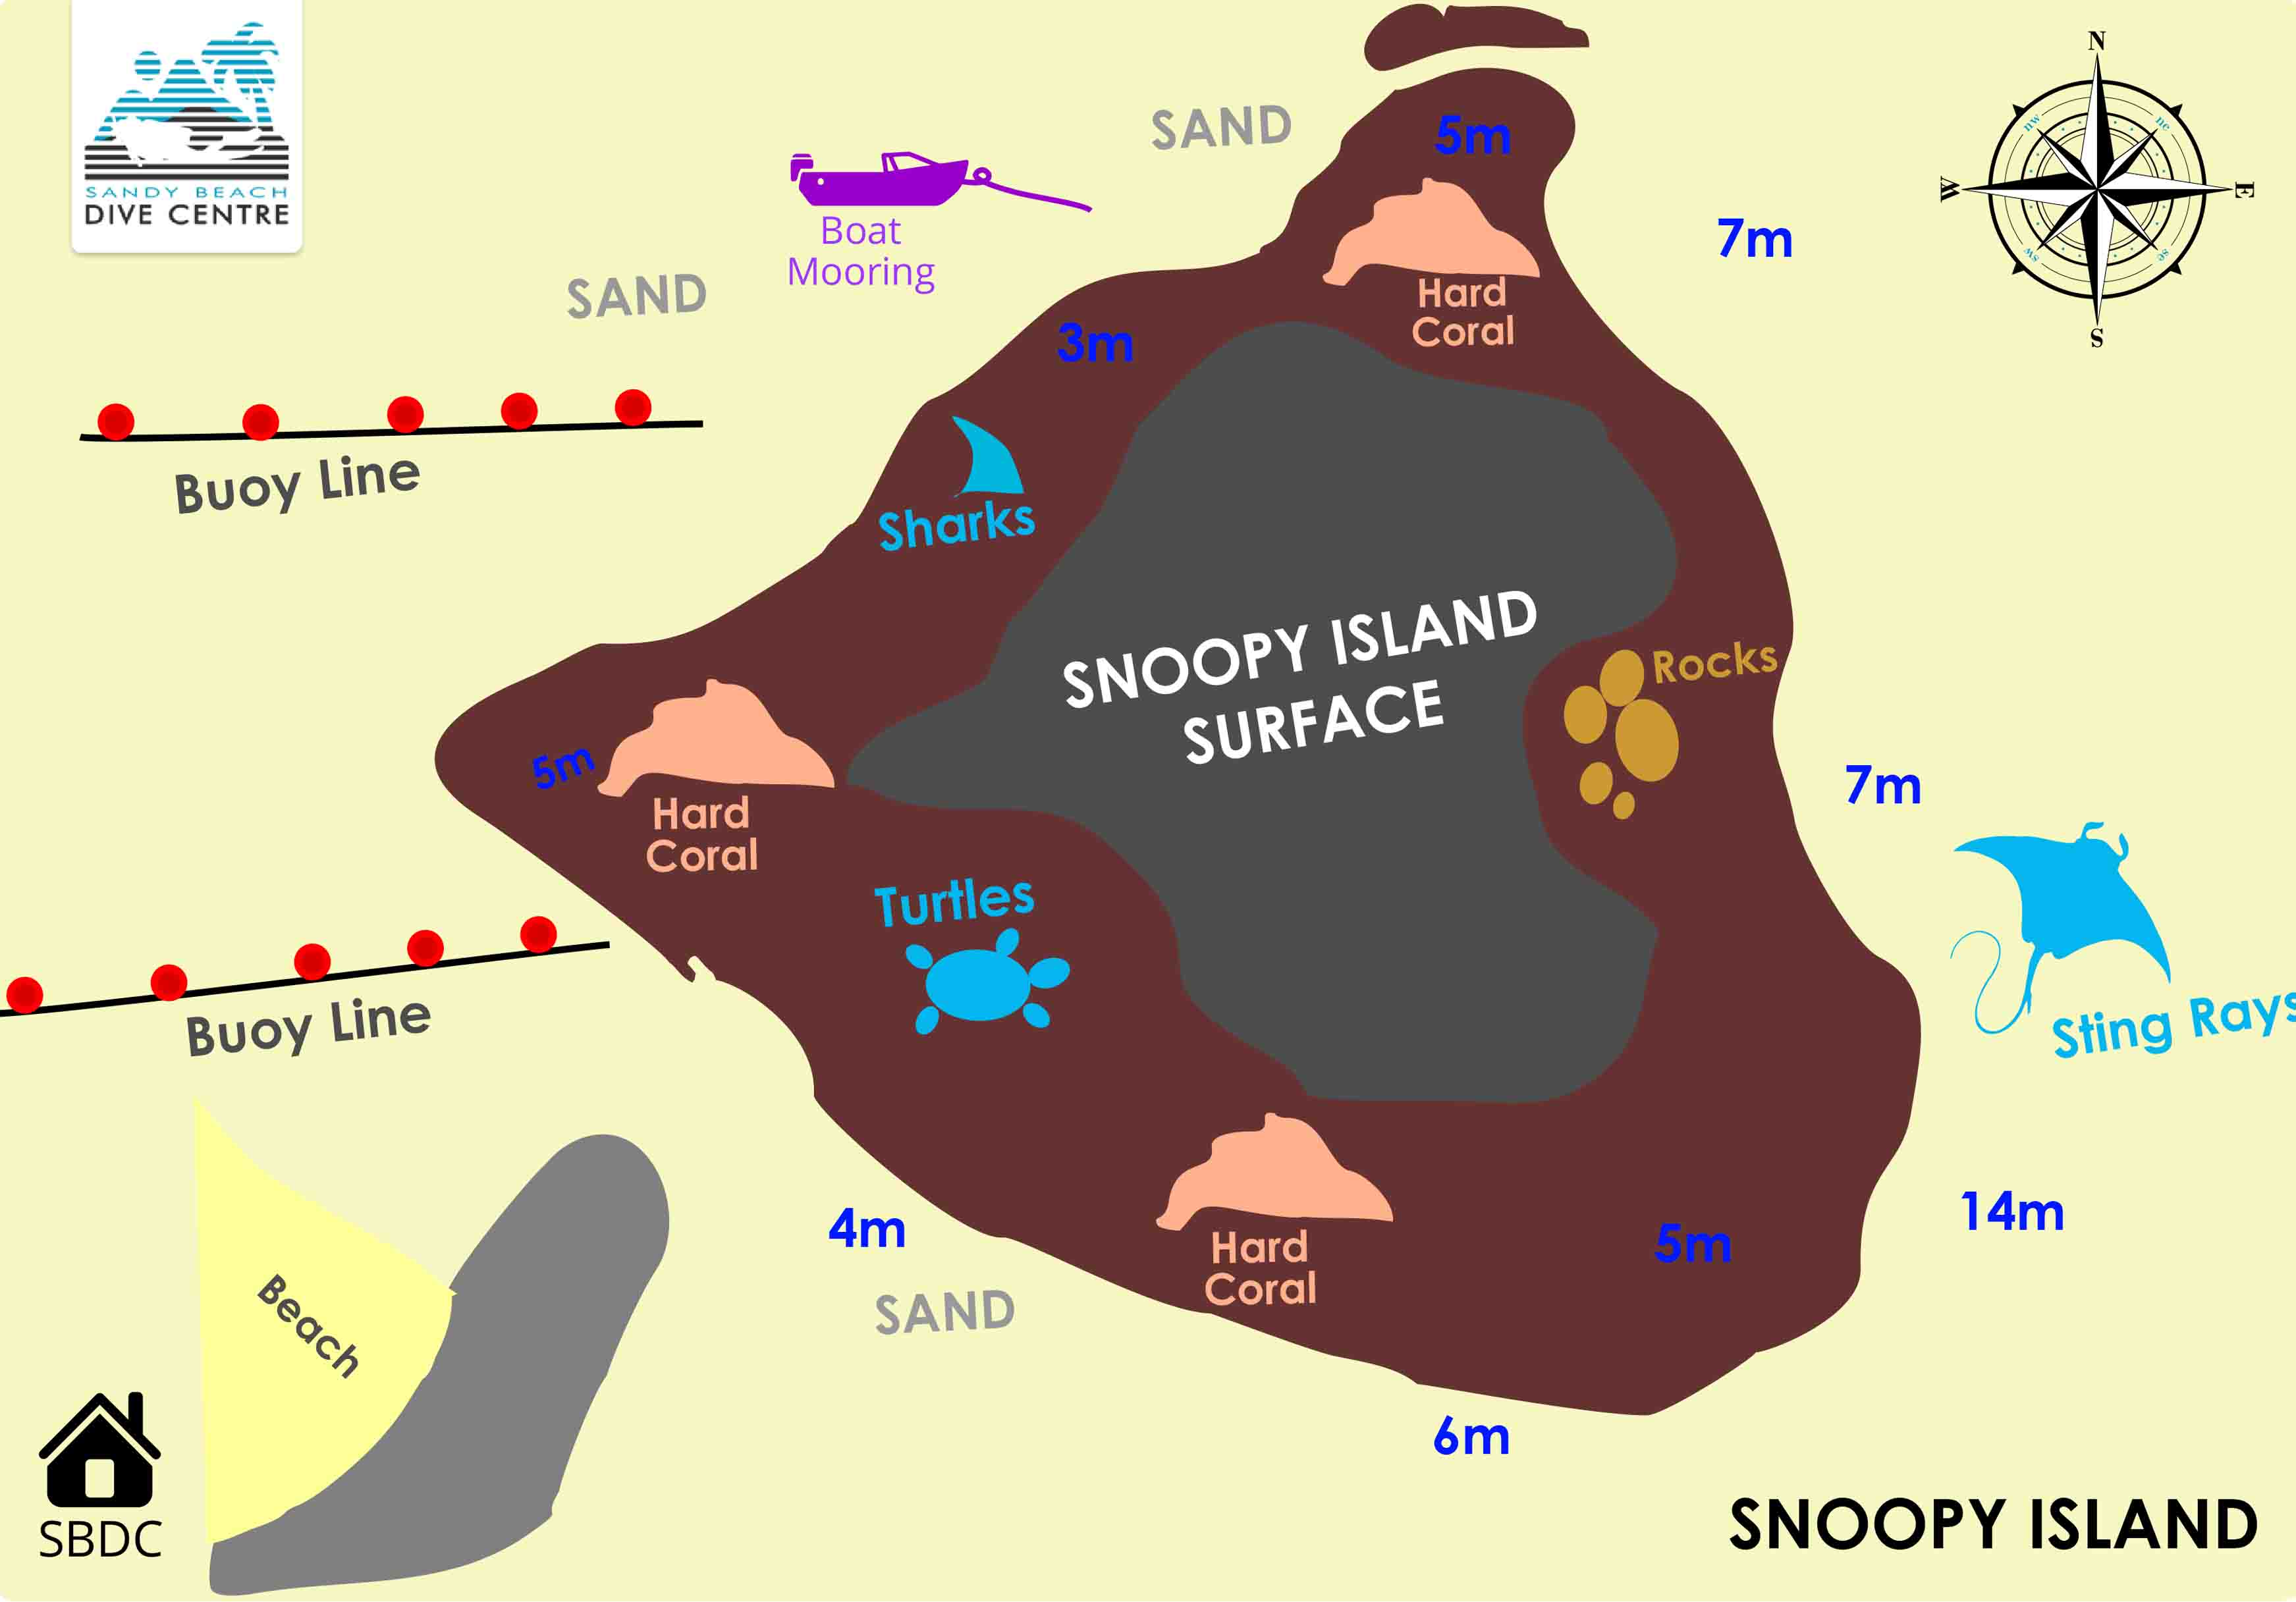 SANDY BEACH
DIVE CENTRE
N
nw
ne
W
E
sw
se
S
SAND
5m
Boat
Mooring
7m
SAND
Hard
Coral
3m
Buoy Line
Sharks
SNOOPY ISLAND
SURFACE
Rocks
5m
7m
Hard
Coral
Turtles
Sting Rays
Buoy Line
4m
14m
5m
Hard
Coral
SAND
Beach
6m
SBDC
SNOOPY ISLAND